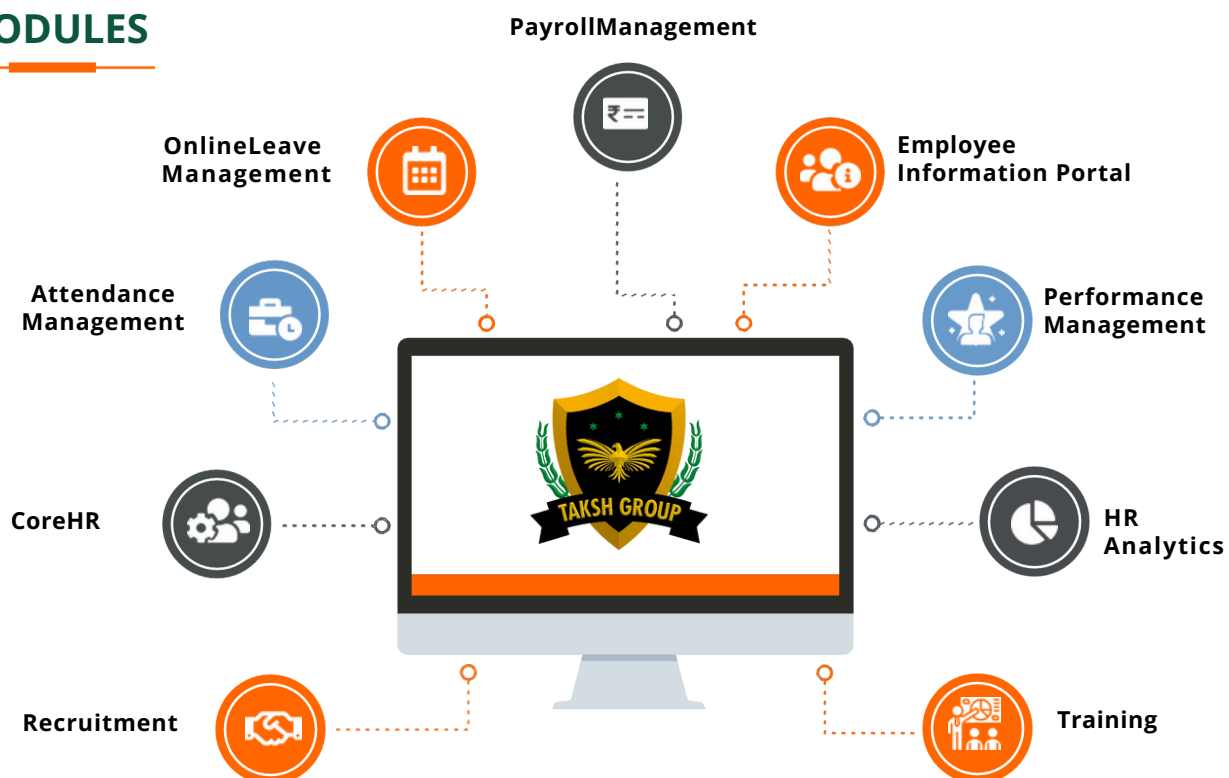 ODULES
PayrollManagement
OnlineLeave
Management
Employee
Information Portal
Attendance
Management
Performance
Management
TAKSH GROUP
CoreHR
HR
Analytics
Recruitment
Training